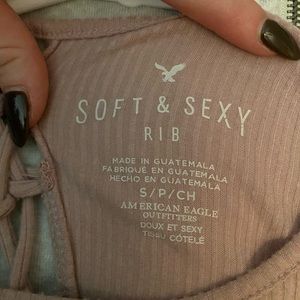 SOFT & SEXY
RIB
MADE IN GUATEMALA
FABRIQUÉ EN GUATEMALA
HECHO EN GUATEMALA
S/P/CH
AMERICAN EAGLE
OUTFITTERS
DOUX ET SEXY
TISSU CÔTELÉ